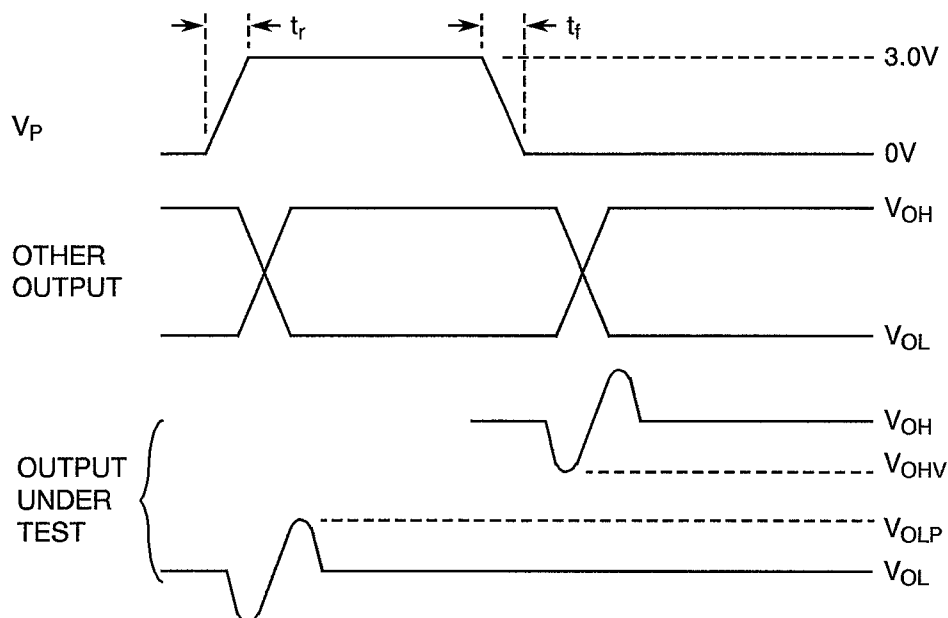 t_r
t_f
3.0V
V_P
0V
V_OH
OTHER
OUTPUT
V_OL
V_OH
OUTPUT
UNDER
TEST
V_OHV
V_OLP
V_OL